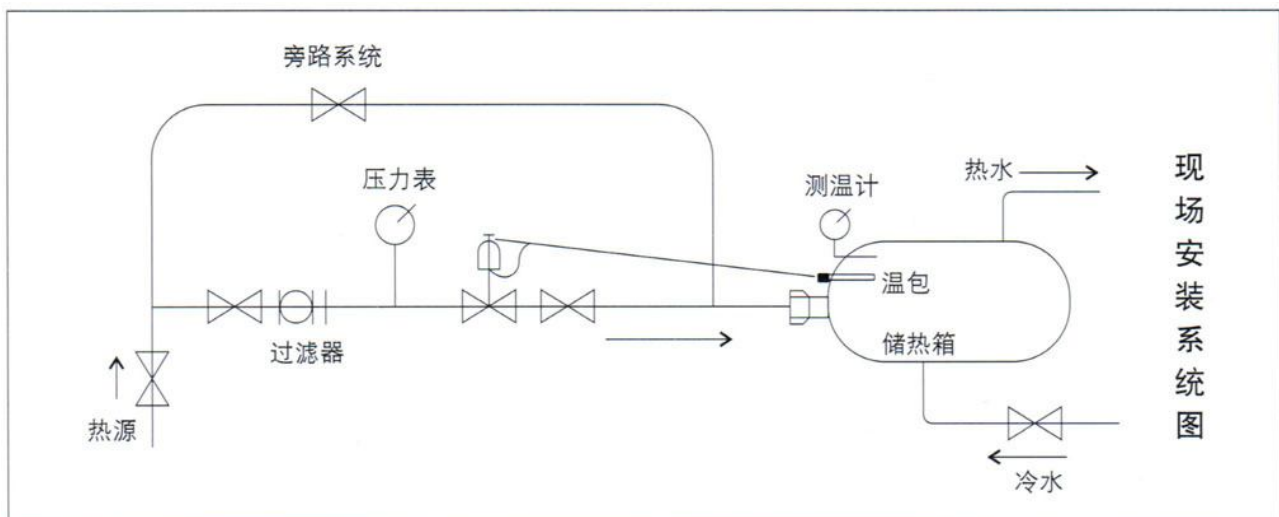 旁路系统
压力表
测温计
热水
温包
过滤器
储热箱
热源
冷水
现场安装系统图